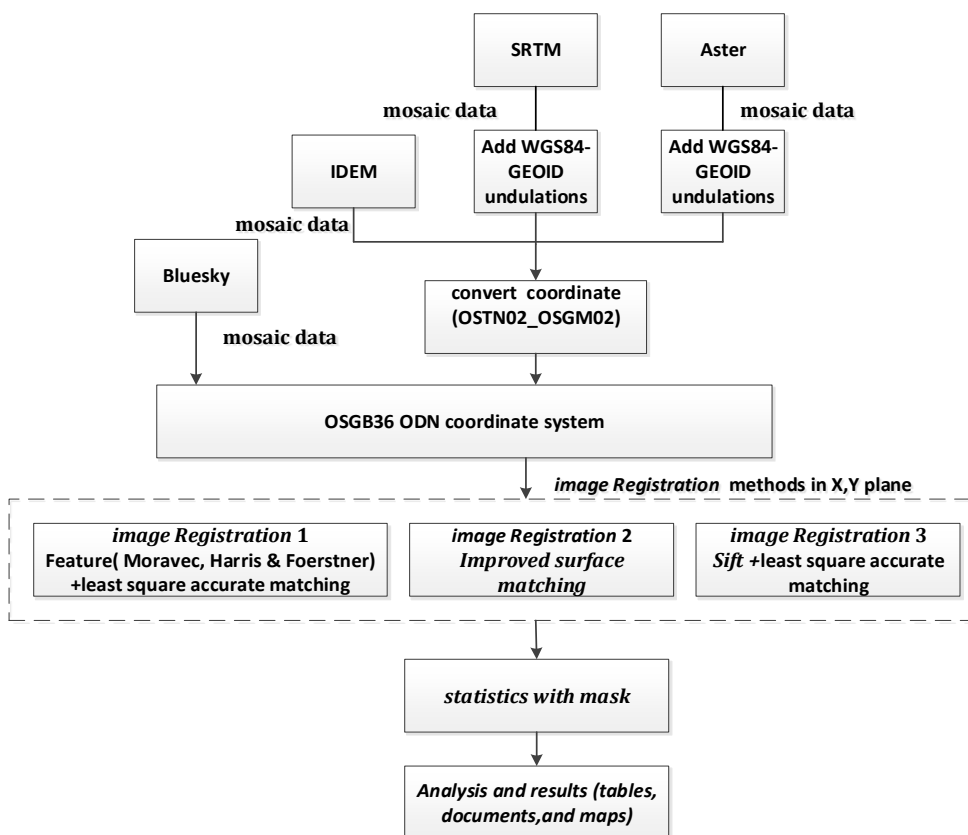 SRTM
Aster
mosaic data
mosaic data
Add WGS84-
GEOID
undulations
Add WGS84-
GEOID
undulations
IDEM
mosaic data
Bluesky
convert coordinate
(OSTN02_OSGM02)
mosaic data
OSGB36 ODN coordinate system
image Registration methods in X,Y plane
image Registration 1
Feature( Moravec, Harris & Foerstner)
+least square accurate matching
image Registration 2
Improved surface
matching
image Registration 3
Sift +least square accurate
matching
statistics with mask
Analysis and results (tables,
documents,and maps)